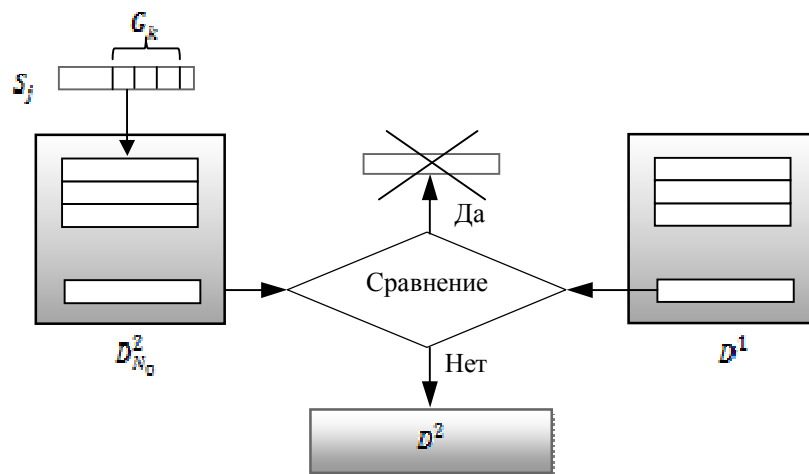 G_k
S_j
Да
Сравнение
D^2_{N_0}
D^1
Нет
D^2